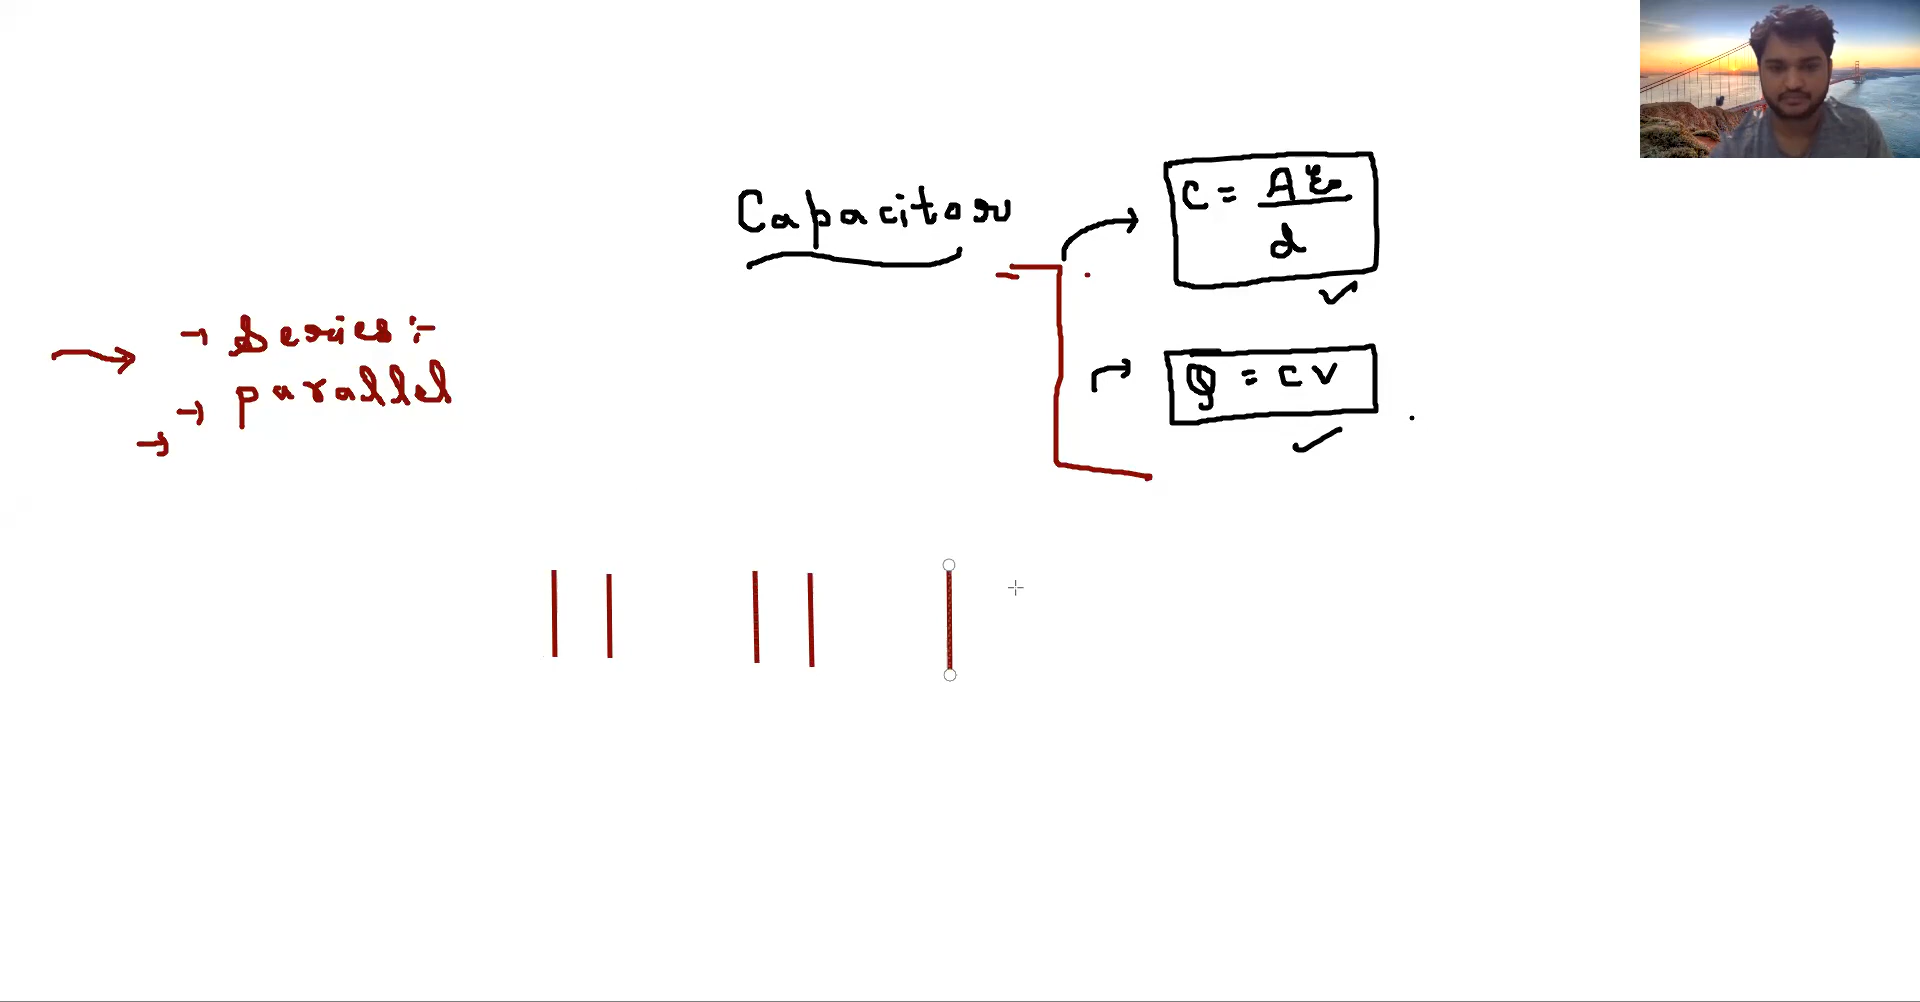 Capacitor
C = Aε₀/d
→ Series :-
→ parallel
→
Q = CV